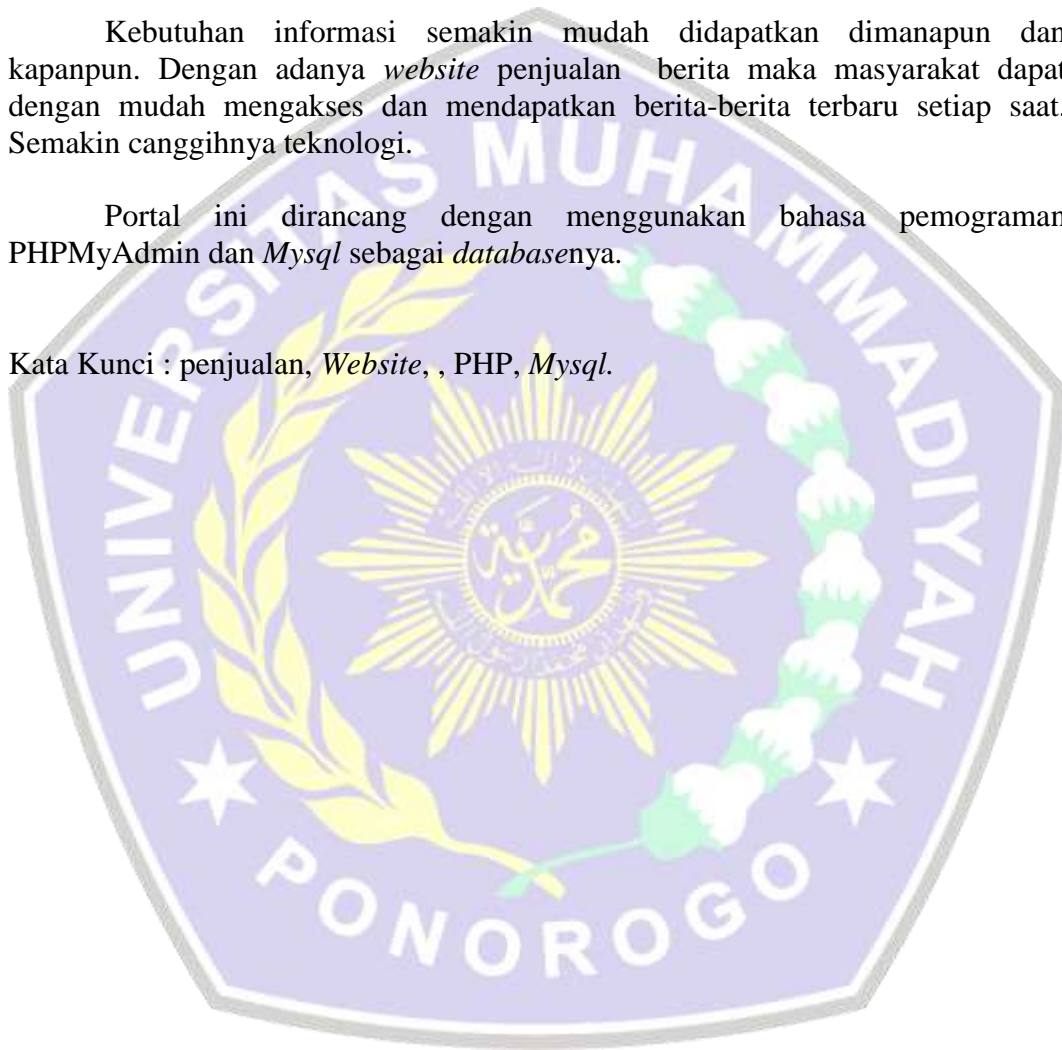 Kebutuhan informasi semakin mudah didapatkan dimanapun dan
kapanpun. Dengan adanya website penjualan berita maka masyarakat dapat
dengan mudah mengakses dan mendapatkan berita-berita terbaru setiap saat.
Semakin canggihnya teknologi.
Portal ini dirancang dengan menggunakan bahasa pemograman
PHPMyAdmin dan Mysql sebagai databasenya.
Kata Kunci : penjualan, Website, , PHP, Mysql.
UNIVERSITAS MUHAMMADIYAH
PONOROGO